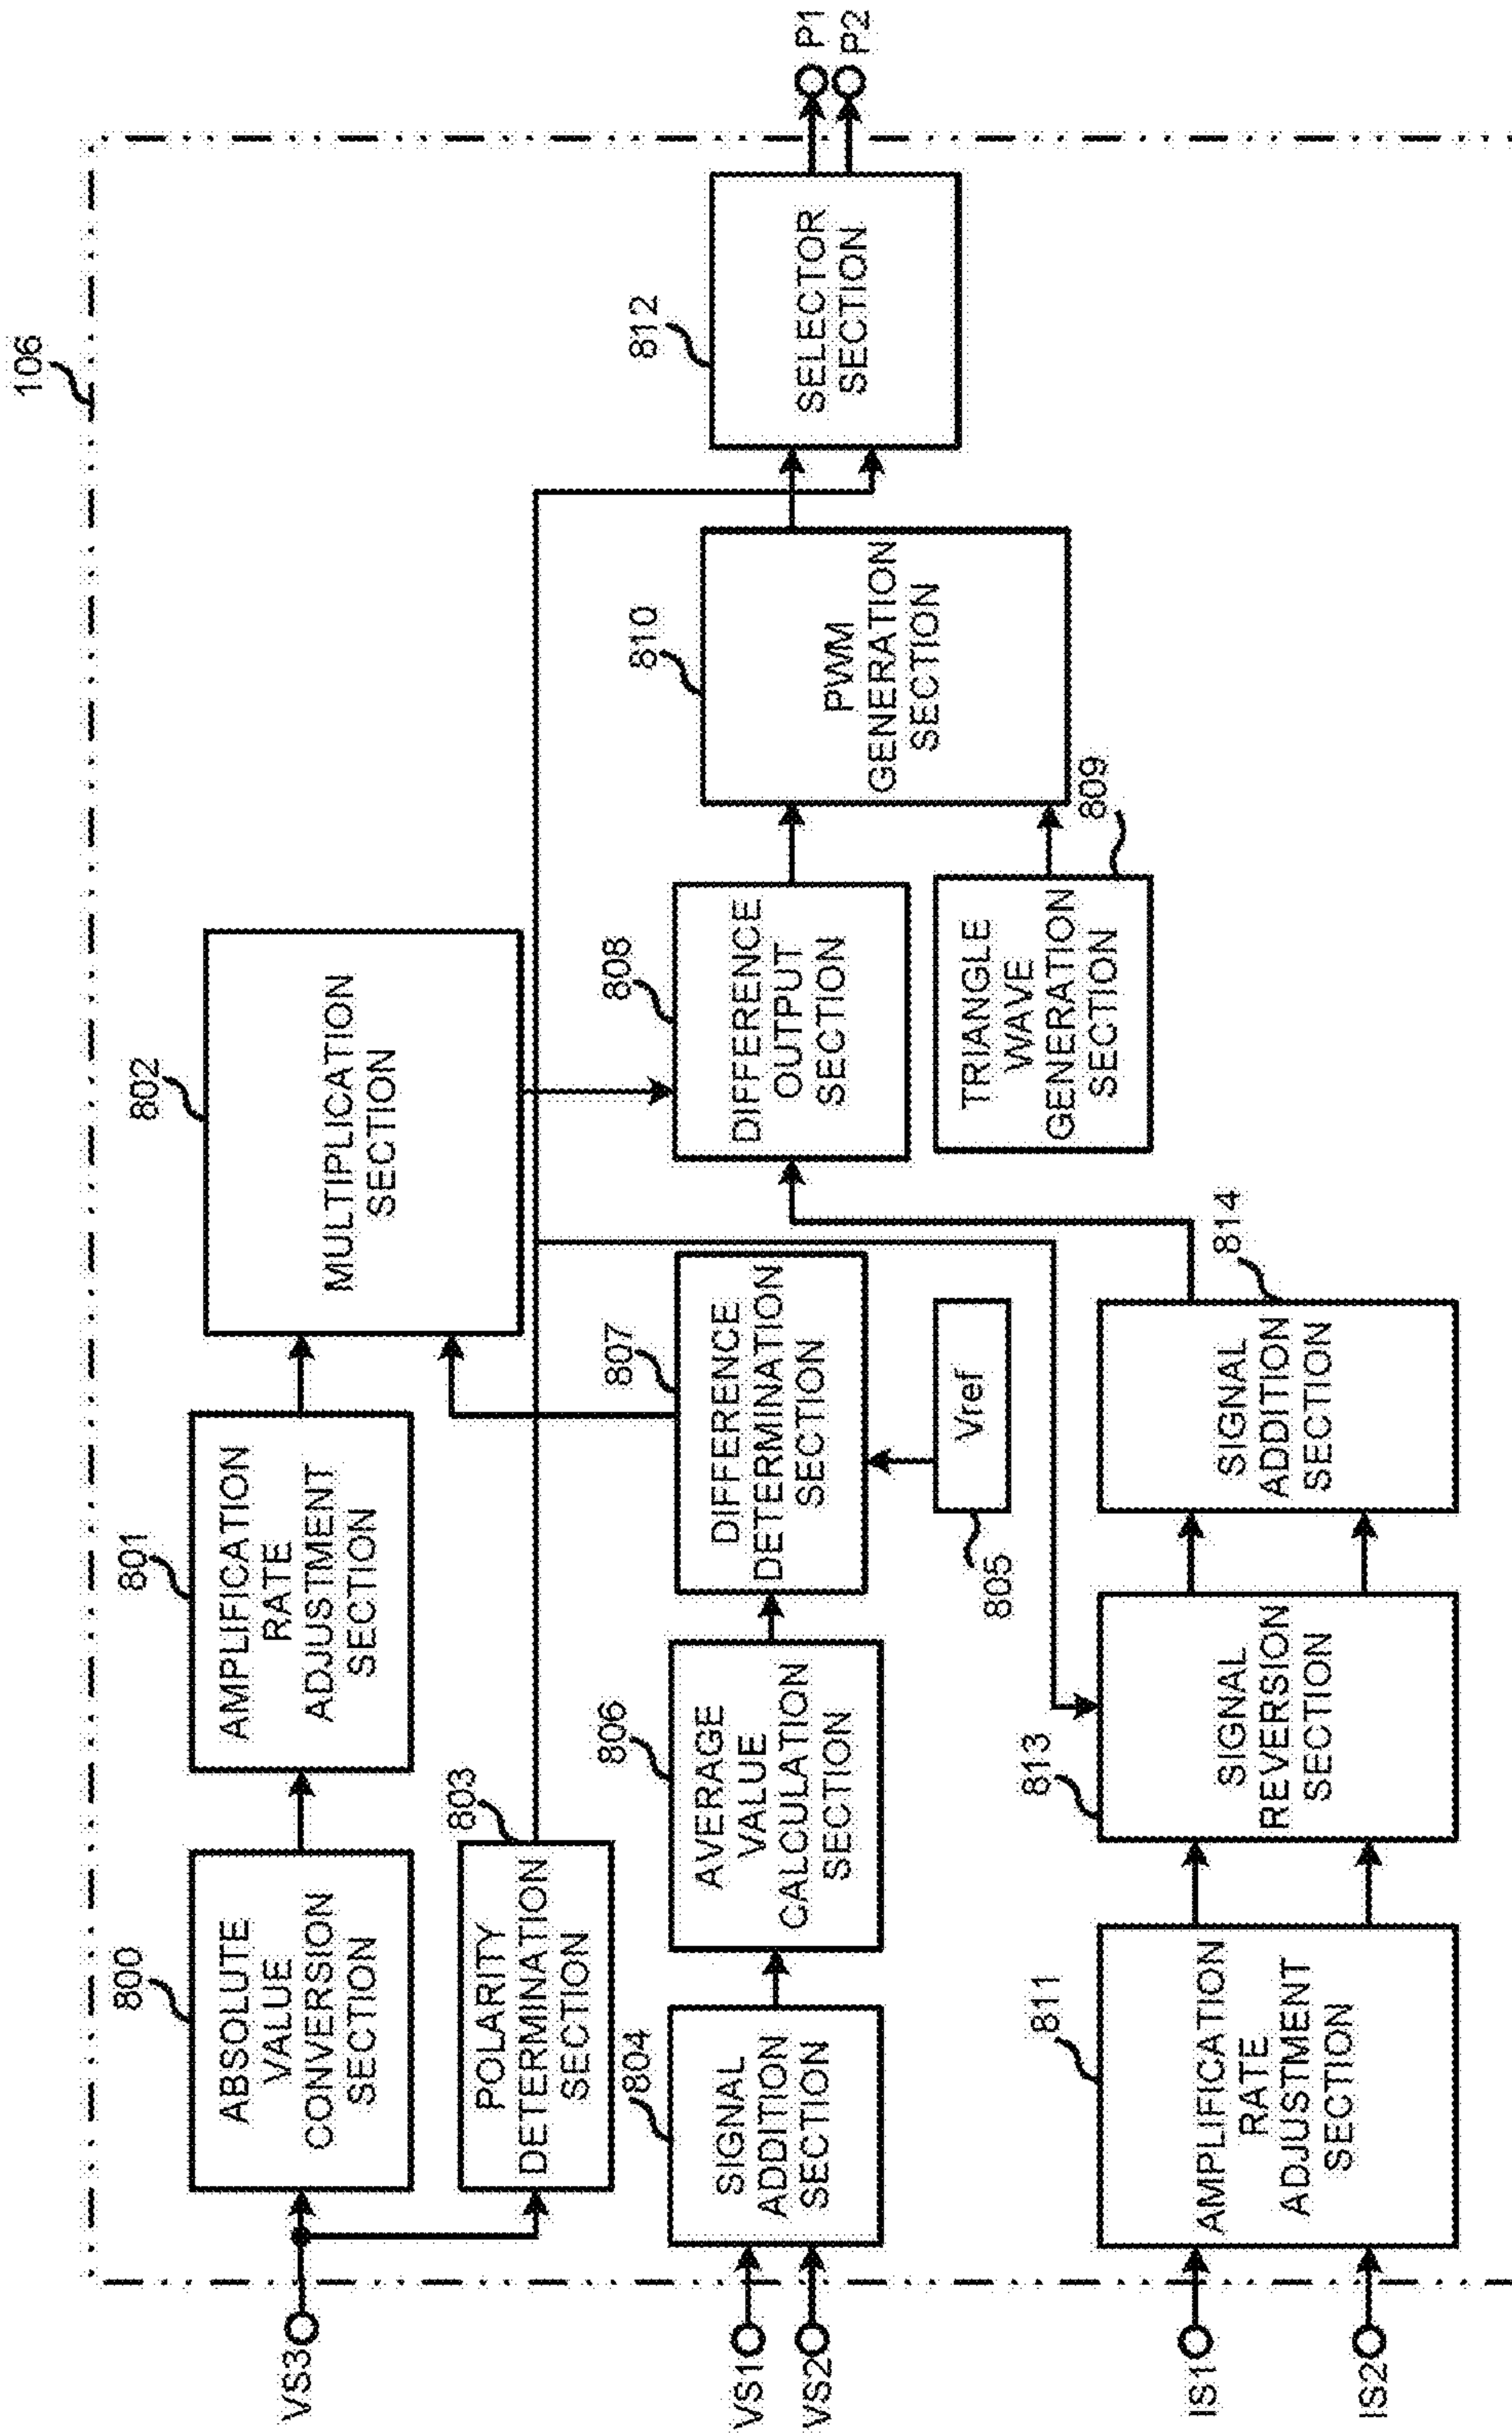 106
VS3
800
ABSOLUTE
VALUE
CONVERSION
SECTION
801
AMPLIFICATION
RATE
ADJUSTMENT
SECTION
802
MULTIPLICATION
SECTION
803
POLARITY
DETERMINATION
SECTION
VS1
VS2
804
SIGNAL
ADDITION
SECTION
806
AVERAGE
VALUE
CALCULATION
SECTION
807
DIFFERENCE
DETERMINATION
SECTION
Vref
805
808
DIFFERENCE
OUTPUT
SECTION
TRIANGLE
WAVE
GENERATION
SECTION
809
810
PWM
GENERATION
SECTION
812
SELECTOR
SECTION
P1
P2
IS1
IS2
811
AMPLIFICATION
RATE
ADJUSTMENT
SECTION
813
SIGNAL
REVERSION
SECTION
814
SIGNAL
ADDITION
SECTION